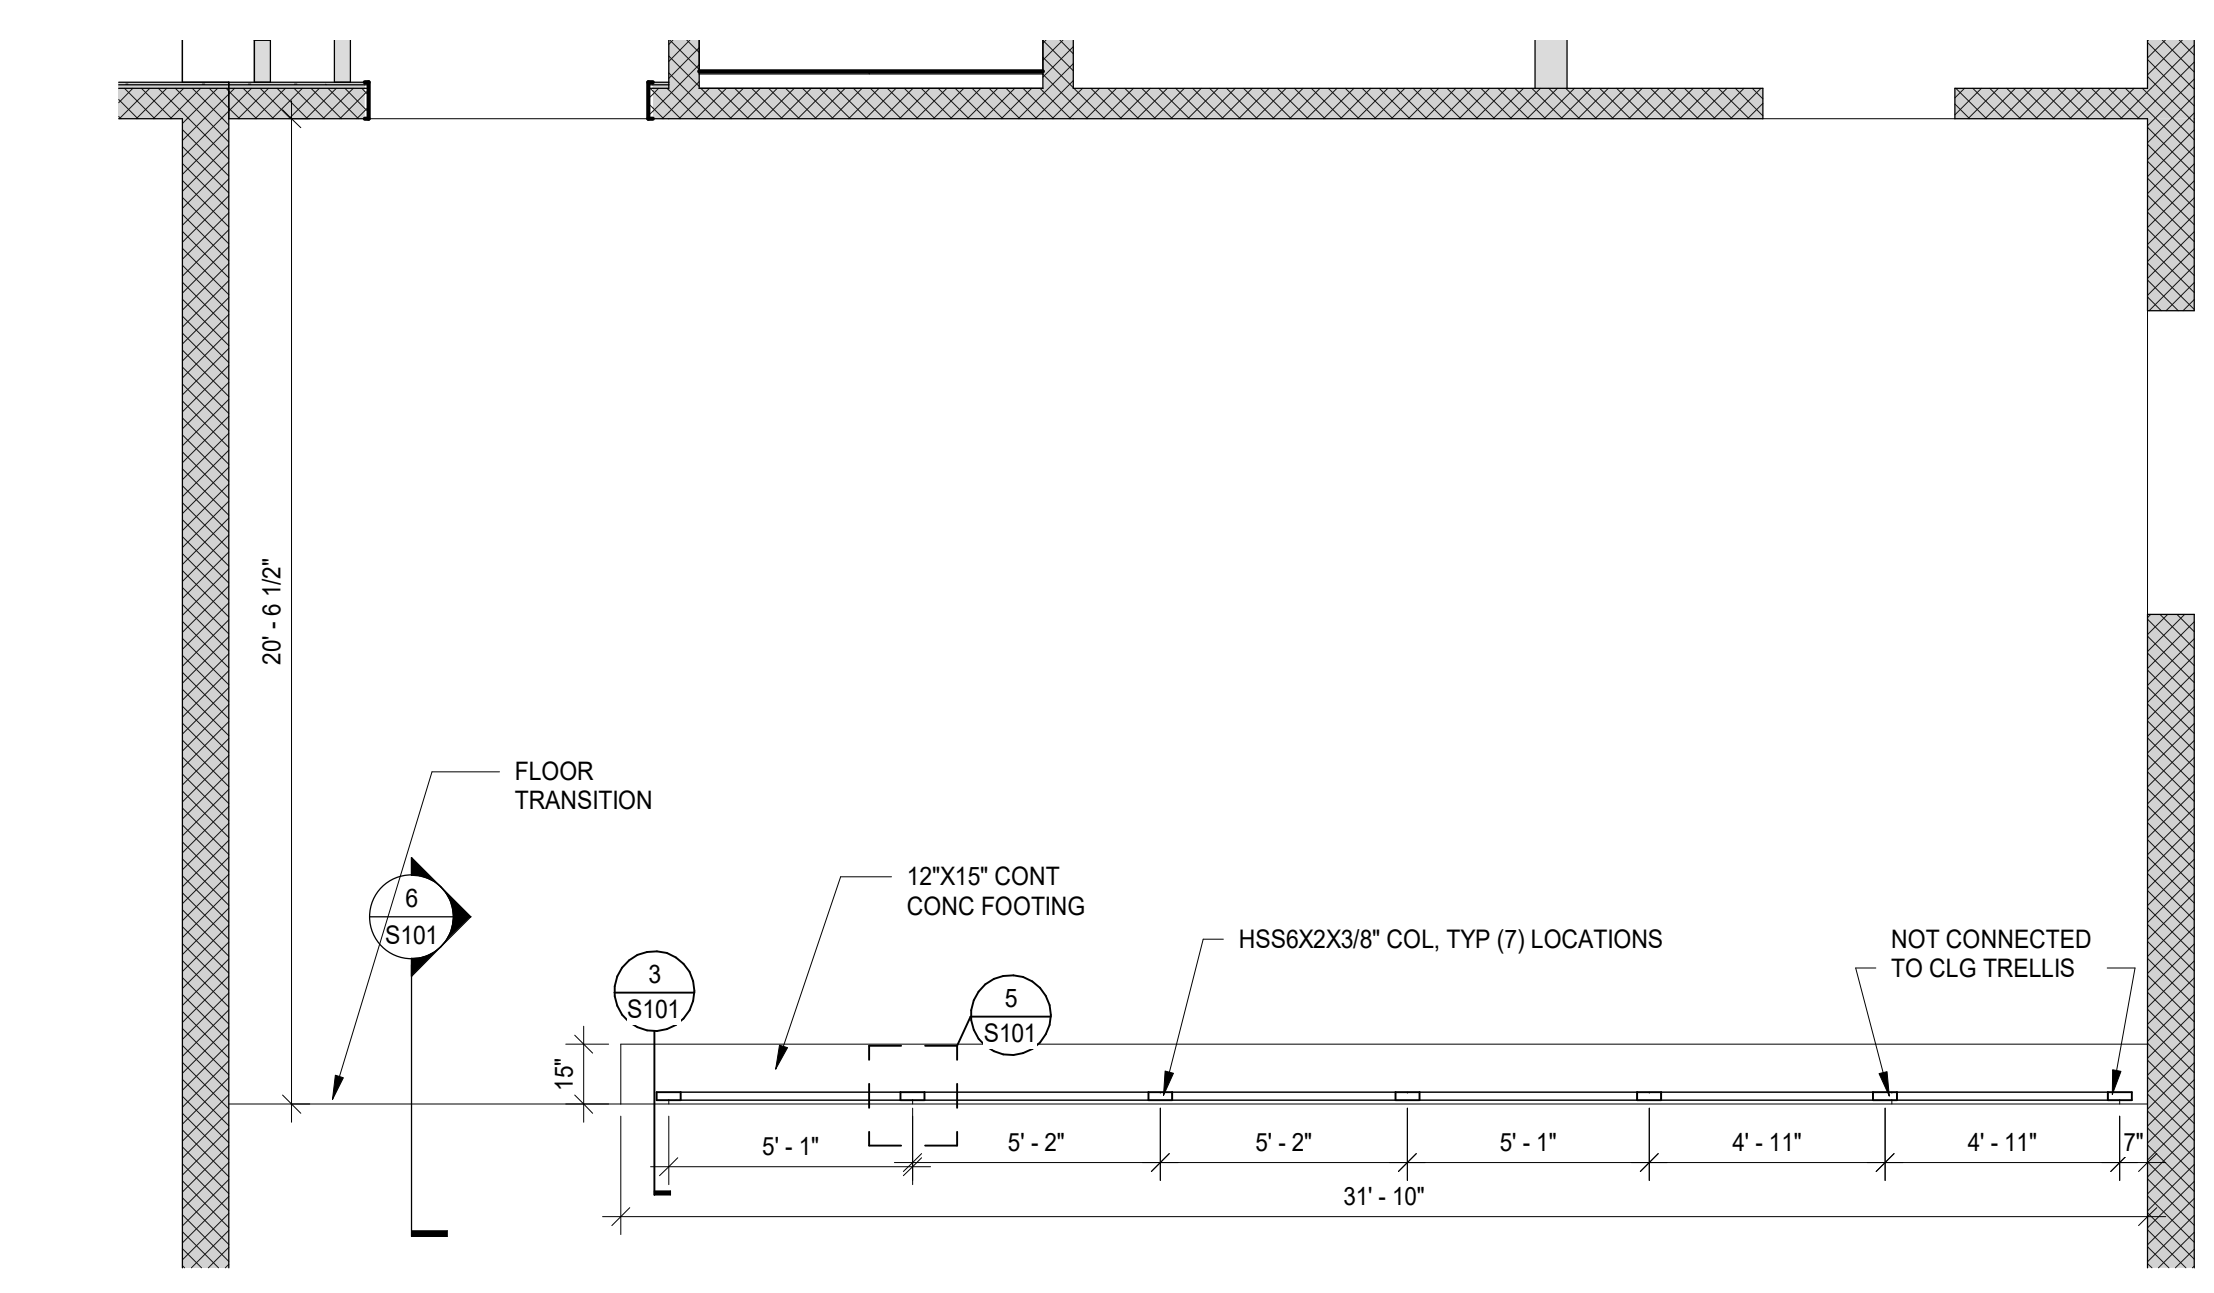 20' - 6 1/2"
FLOOR
TRANSITION
12"X15" CONT
CONC FOOTING
6
S101
HSS6X2X3/8" COL, TYP (7) LOCATIONS
NOT CONNECTED
TO CLG TRELLIS
3
S101
5
S101
15"
5' - 1"
5' - 2"
5' - 2"
5' - 1"
4' - 11"
4' - 11"
7"
31' - 10"